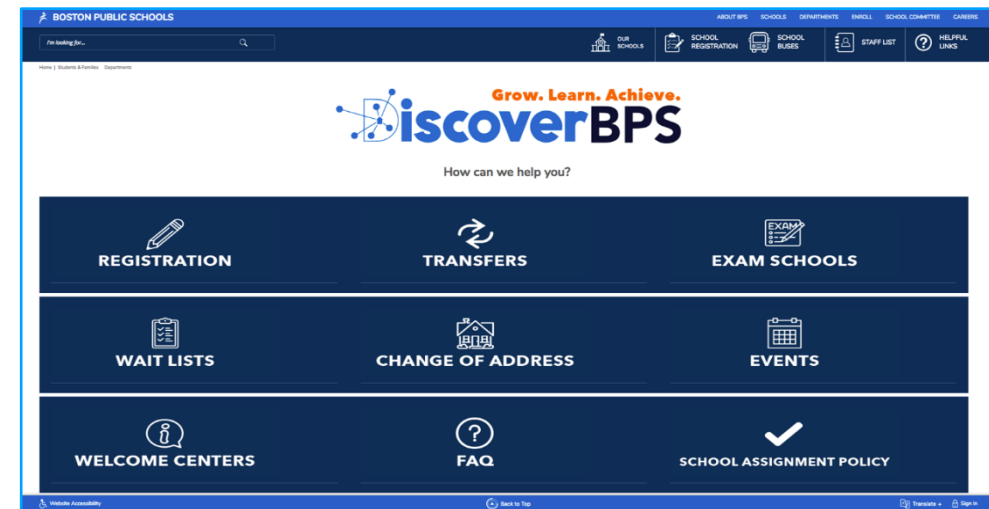 BOSTON PUBLIC SCHOOLS
ABOUT BPS SCHOOLS DEPARTMENTS ENROLL SCHOOL COMMITTEE CAREERS
I'm looking for...
OUR SCHOOLS
SCHOOL REGISTRATION
SCHOOL BUSES
STAFF LIST
HELPFUL LINKS
Home | Students & Families Departments
Grow. Learn. Achieve.
DiscoverBPS
How can we help you?
REGISTRATION
TRANSFERS
EXAM
EXAM SCHOOLS
WAIT LISTS
CHANGE OF ADDRESS
EVENTS
WELCOME CENTERS
FAQ
SCHOOL ASSIGNMENT POLICY
Website Accessibility
Back to Top
Translate
Sign In